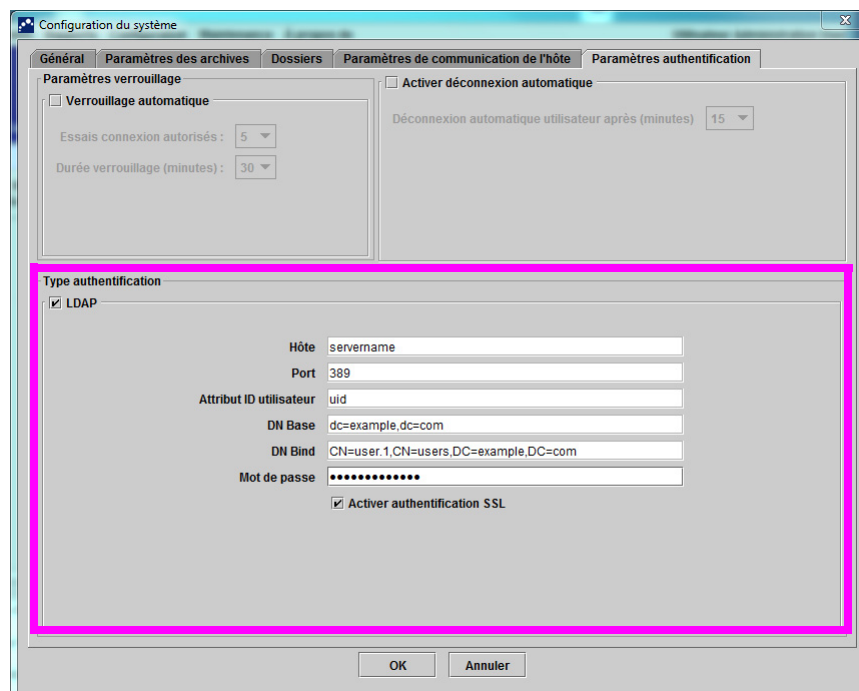 Configuration du système
Général Paramètres des archives Dossiers Paramètres de communication de l'hôte Paramètres authentification
Paramètres verrouillage
Verrouillage automatique
Essais connexion autorisés : 5
Durée verrouillage (minutes) : 30
Activer déconnexion automatique
Déconnexion automatique utilisateur après (minutes) 15
Type authentification
LDAP
Hôte servername
Port 389
Attribut ID utilisateur uid
DN Base dc=example,dc=com
DN Bind CN=user.1,CN=users,DC=example,DC=com
Mot de passe •••••••••••••
Activer authentification SSL
OK Annuler